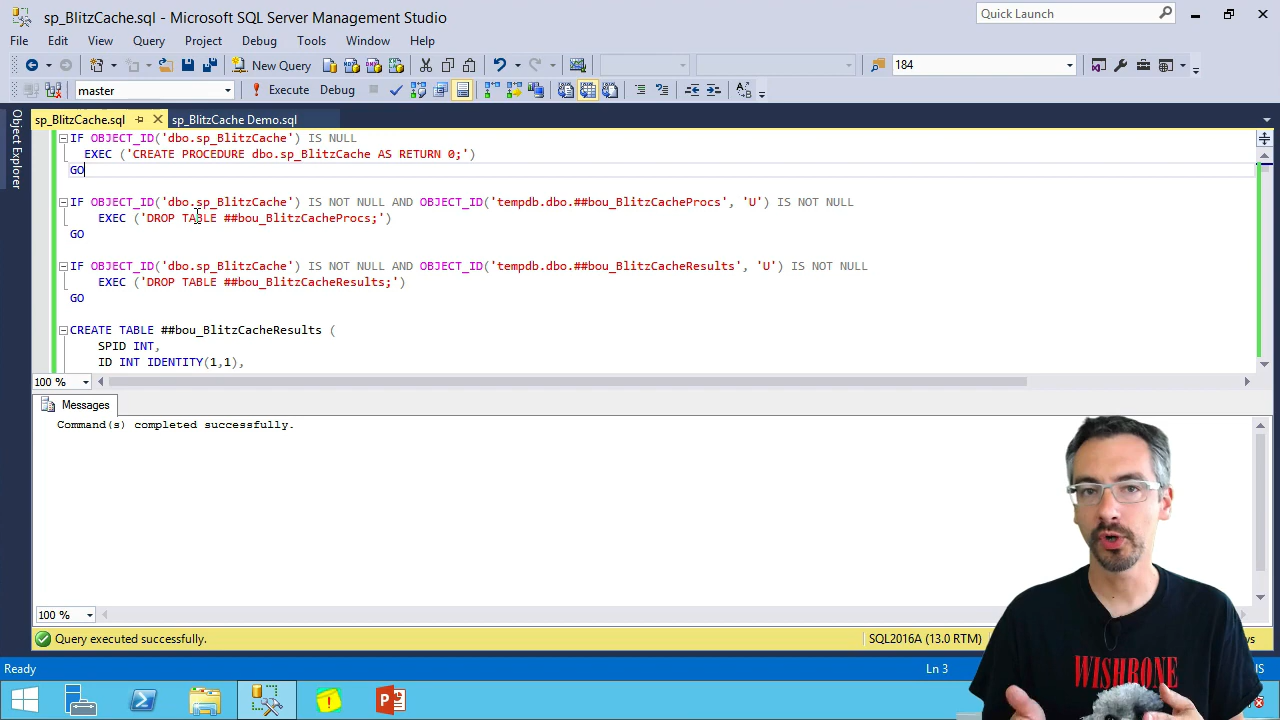 sp_BlitzCache.sql - Microsoft SQL Server Management Studio
Quick Launch
File Edit View Query Project Debug Tools Window Help
New Query
184
master
Execute Debug
sp_BlitzCache.sql
sp_BlitzCache Demo.sql
Object Explorer
IF OBJECT_ID('dbo.sp_BlitzCache') IS NULL
EXEC ('CREATE PROCEDURE dbo.sp_BlitzCache AS RETURN 0;')
GO
IF OBJECT_ID('dbo.sp_BlitzCache') IS NOT NULL AND OBJECT_ID('tempdb.dbo.##bou_BlitzCacheProcs', 'U') IS NOT NULL
EXEC ('DROP TABLE ##bou_BlitzCacheProcs;')
GO
IF OBJECT_ID('dbo.sp_BlitzCache') IS NOT NULL AND OBJECT_ID('tempdb.dbo.##bou_BlitzCacheResults', 'U') IS NOT NULL
EXEC ('DROP TABLE ##bou_BlitzCacheResults;')
GO
CREATE TABLE ##bou_BlitzCacheResults (
SPID INT,
ID INT IDENTITY(1,1),
100 %
Messages
Command(s) completed successfully.
100 %
Query executed successfully.
SQL2016A (13.0 RTM)
Ready
Ln 3
WISHBONE